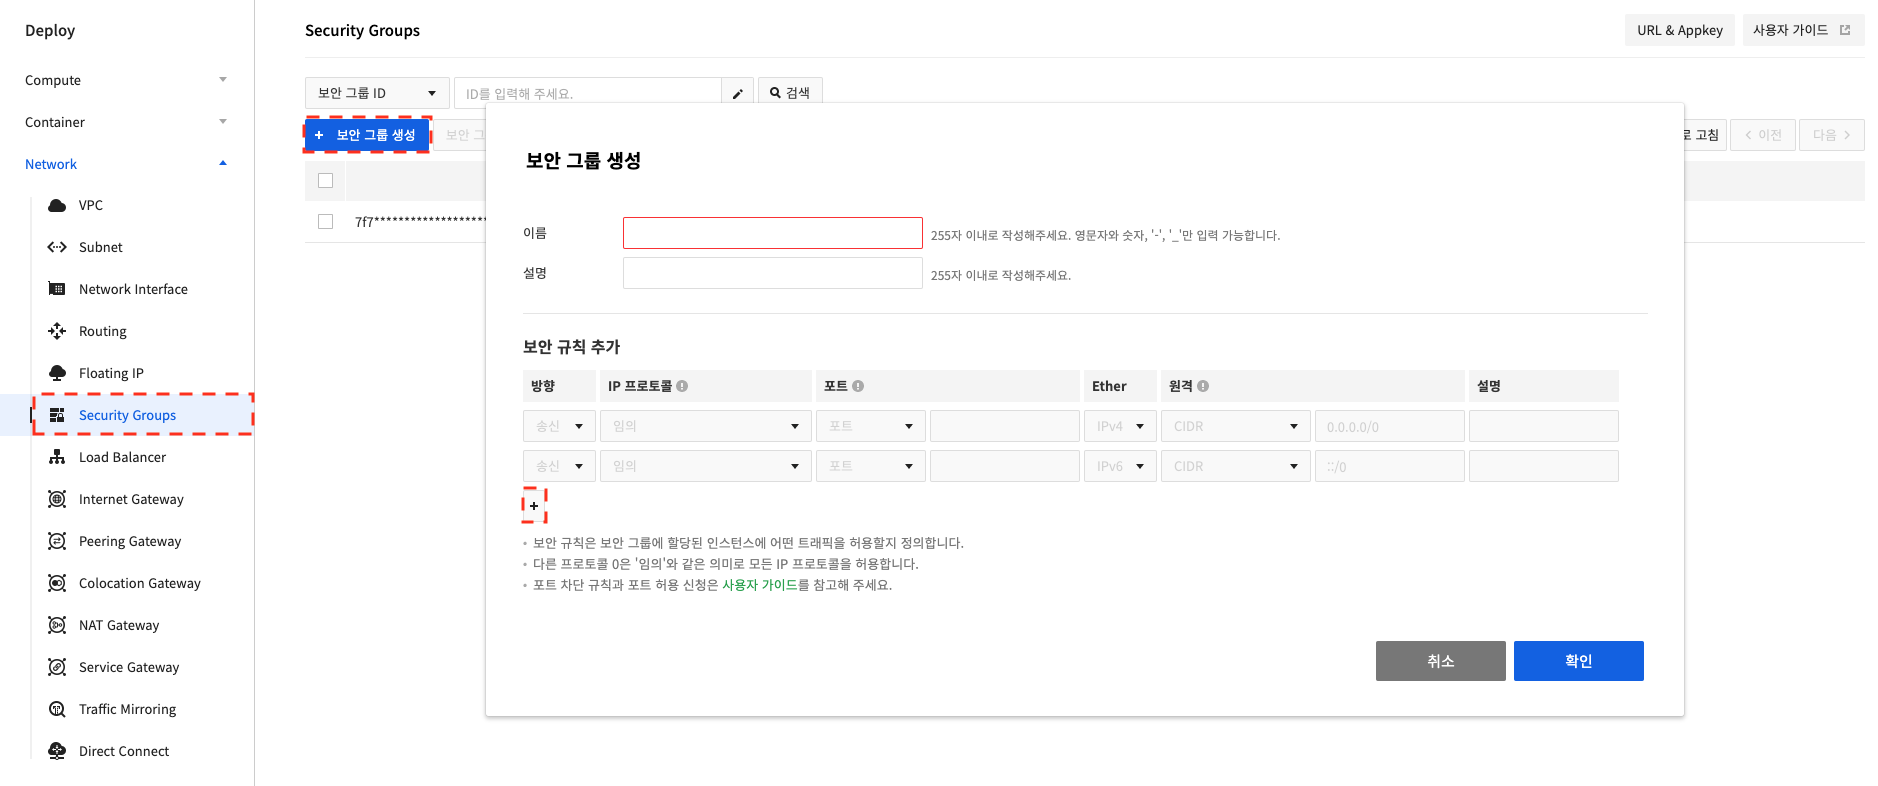 Deploy
Compute
Container
Network
VPC
Subnet
Network Interface
Routing
Floating IP
Security Groups
Load Balancer
Internet Gateway
Peering Gateway
Colocation Gateway
NAT Gateway
Service Gateway
Traffic Mirroring
Direct Connect
Security Groups
URL & Appkey
사용자 가이드
보안 그룹 ID
ID를 입력해 주세요.
검색
+ 보안 그룹 생성
보안 그
로 고침
< 이전
다음 >
7f7*******************
보안 그룹 생성
이름
255자 이내로 작성해주세요. 영문자와 숫자, '-', '_'만 입력 가능합니다.
설명
255자 이내로 작성해주세요.
보안 규칙 추가
방향 IP 프로토콜 포트 Ether 원격 설명
송신 임의 포트 IPv4 CIDR 0.0.0.0/0
송신 임의 포트 IPv6 CIDR ::/0
+
• 보안 규칙은 보안 그룹에 할당된 인스턴스에 어떤 트래픽을 허용할지 정의합니다.
• 다른 프로토콜 0은 '임의'와 같은 의미로 모든 IP 프로토콜을 허용합니다.
• 포트 차단 규칙과 포트 허용 신청은 사용자 가이드를 참고해 주세요.
취소
확인